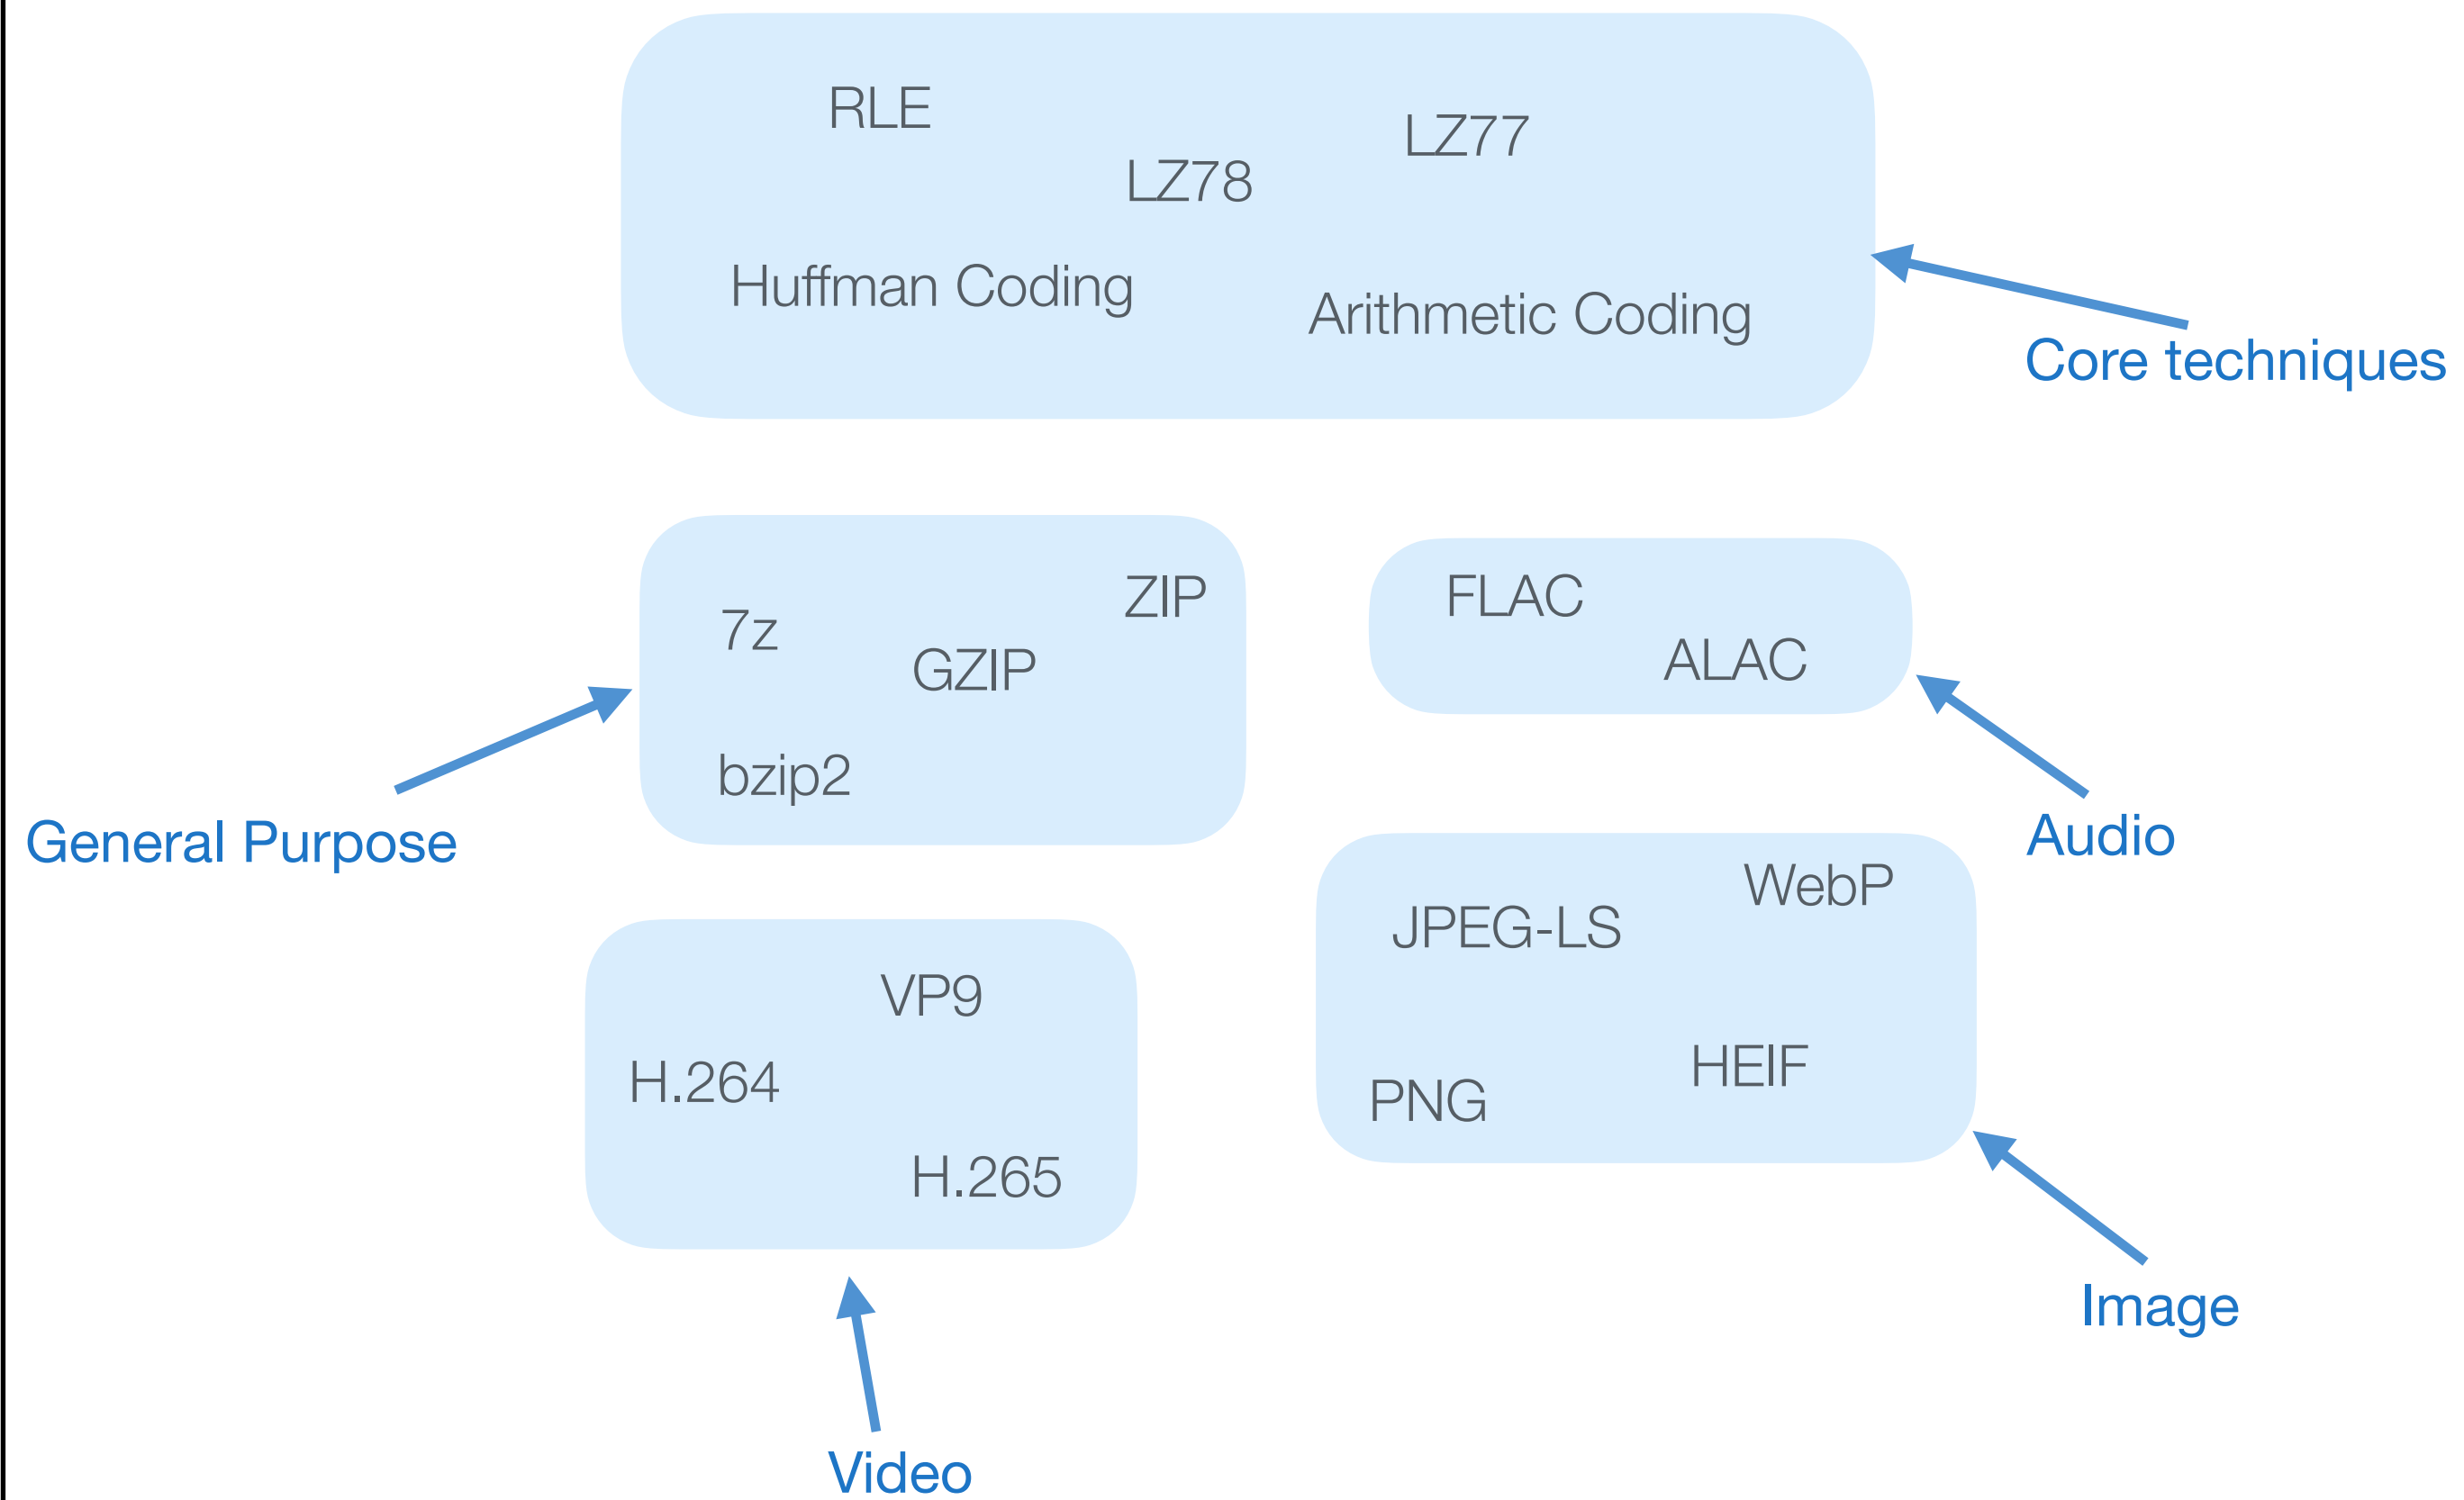 RLE
LZ77
LZ78
Huffman Coding
Arithmetic Coding
Core techniques
ZIP
7z
GZIP
bzip2
General Purpose
FLAC
ALAC
Audio
WebP
JPEG-LS
HEIF
PNG
Image
VP9
H.264
H.265
Video